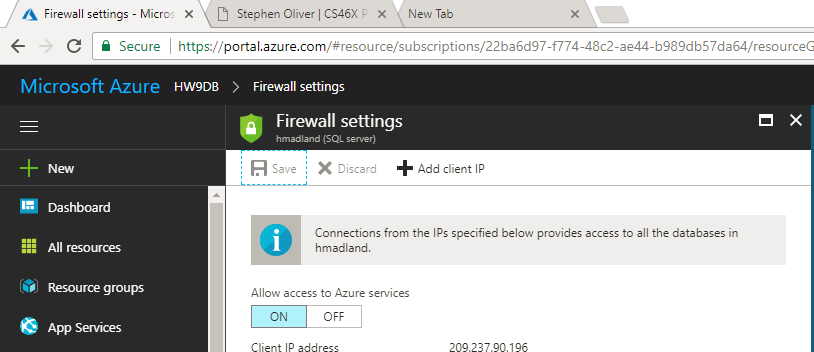 Firewall settings - Micros
Stephen Oliver | CS46X P
New Tab
Secure https://portal.azure.com/#resource/subscriptions/22ba6d97-f774-48c2-ae44-b989db57da64/resourceG
Microsoft Azure HW9DB > Firewall settings
Firewall settings
hmadland (SQL server)
Save Discard Add client IP
New
Dashboard
All resources
Resource groups
App Services
Connections from the IPs specified below provides access to all the databases in
hmadland.
Allow access to Azure services
ON OFF
Client IP address 209.237.90.196